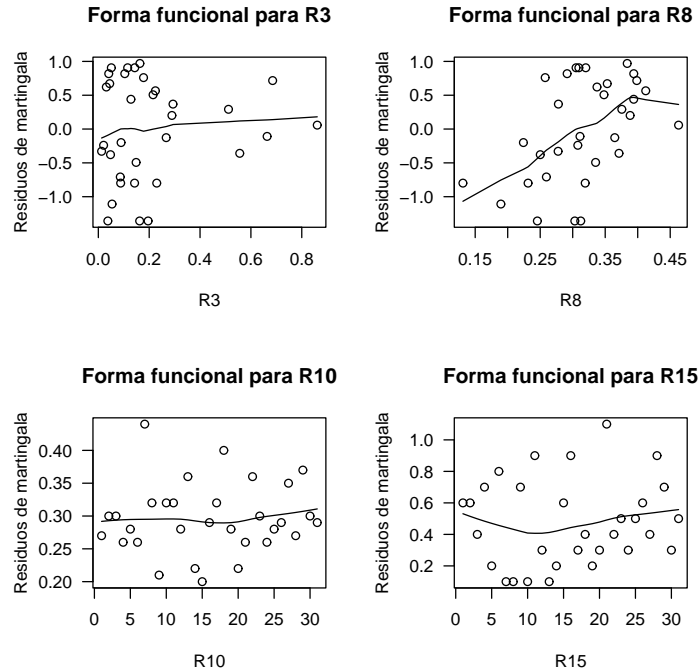 Forma funcional para R3
Residuos de martingala
1.0
0.5
0.0
−0.5
−1.0
0.0 0.2 0.4 0.6 0.8
R3
Forma funcional para R8
Residuos de martingala
1.0
0.5
0.0
−0.5
−1.0
0.15 0.25 0.35 0.45
R8
Forma funcional para R10
Residuos de martingala
0.40
0.35
0.30
0.25
0.20
0 5 10 15 20 25 30
R10
Forma funcional para R15
Residuos de martingala
1.0
0.8
0.6
0.4
0.2
0 5 10 15 20 25 30
R15